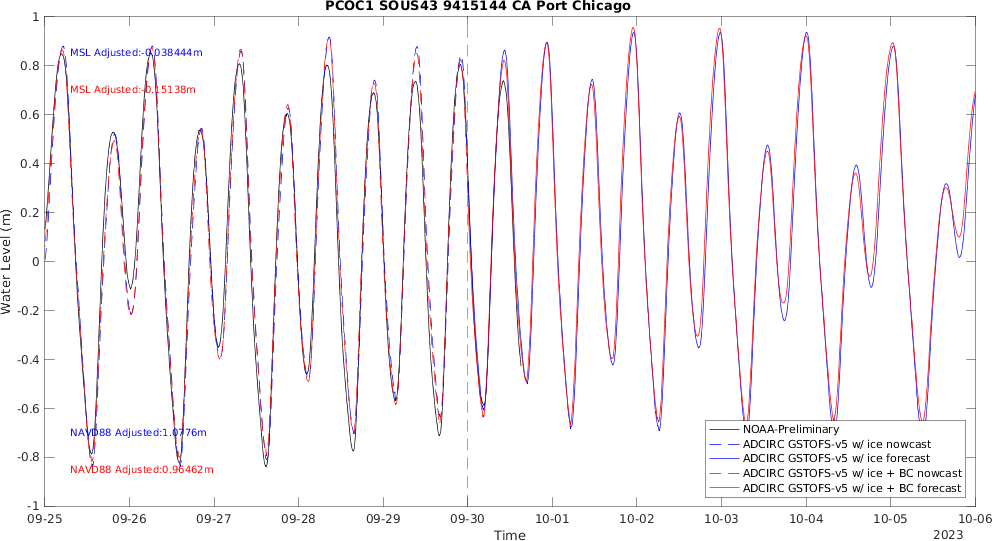 PCOC1 SOUS43 9415144 CA Port Chicago
1
0.8
0.6
0.4
0.2
0
-0.2
-0.4
-0.6
-0.8
-1
Water Level (m)
MSL Adjusted:-0.038444m
MSL Adjusted:-0.15138m
NAVD88 Adjusted:1.0776m
NAVD88 Adjusted:0.96462m
NOAA-Preliminary
ADCIRC GSTOFS-v5 w/ ice nowcast
ADCIRC GSTOFS-v5 w/ ice forecast
ADCIRC GSTOFS-v5 w/ ice + BC nowcast
ADCIRC GSTOFS-v5 w/ ice + BC forecast
09-25 09-26 09-27 09-28 09-29 09-30 10-01 10-02 10-03 10-04 10-05 10-06
Time
2023